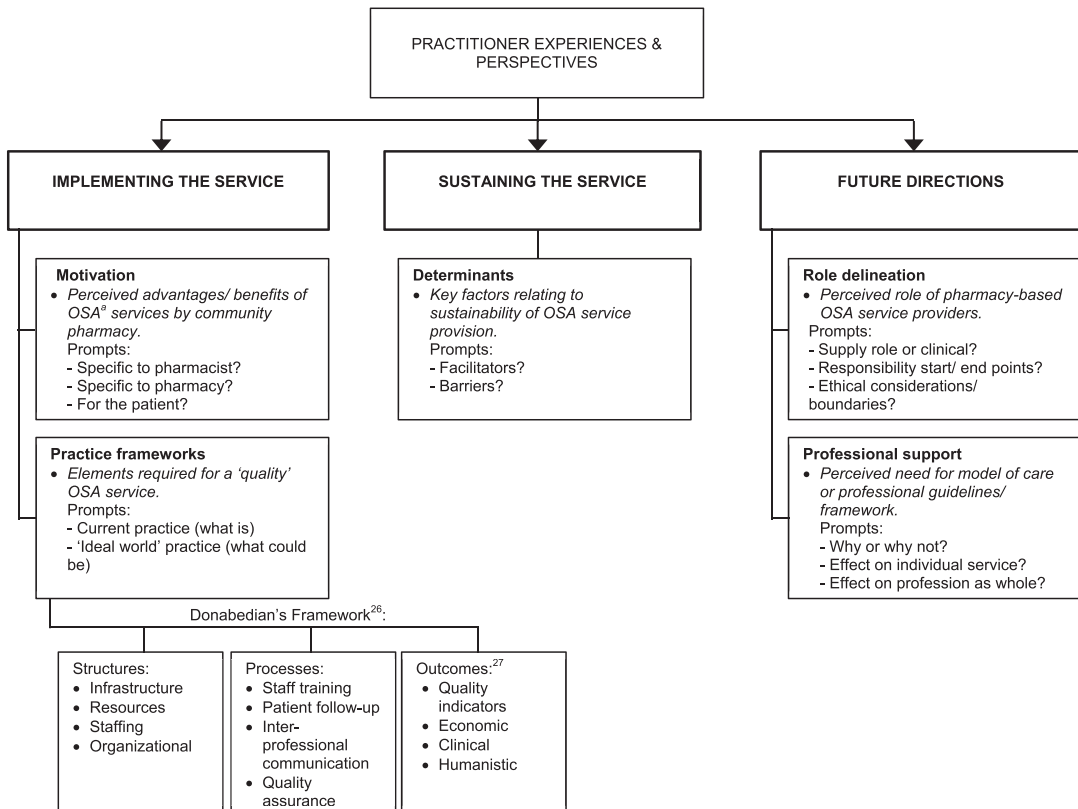 PRACTITIONER EXPERIENCES &
PERSPECTIVES
IMPLEMENTING THE SERVICE
Motivation
• Perceived advantages/ benefits of
OSAᵃ services by community
pharmacy.
Prompts:
- Specific to pharmacist?
- Specific to pharmacy?
- For the patient?
Practice frameworks
• Elements required for a ‘quality’
OSA service.
Prompts:
- Current practice (what is)
- ‘Ideal world’ practice (what could
be)
Donabedian’s Framework²⁶:
Structures:
• Infrastructure
• Resources
• Staffing
• Organizational
Processes:
• Staff training
• Patient follow-up
• Inter-
professional
communication
• Quality
assurance
Outcomes:²⁷
• Quality
indicators
• Economic
• Clinical
• Humanistic
SUSTAINING THE SERVICE
Determinants
• Key factors relating to
sustainability of OSA service
provision.
Prompts:
- Facilitators?
- Barriers?
FUTURE DIRECTIONS
Role delineation
• Perceived role of pharmacy-based
OSA service providers.
Prompts:
- Supply role or clinical?
- Responsibility start/ end points?
- Ethical considerations/
boundaries?
Professional support
• Perceived need for model of care
or professional guidelines/
framework.
Prompts:
- Why or why not?
- Effect on individual service?
- Effect on profession as whole?